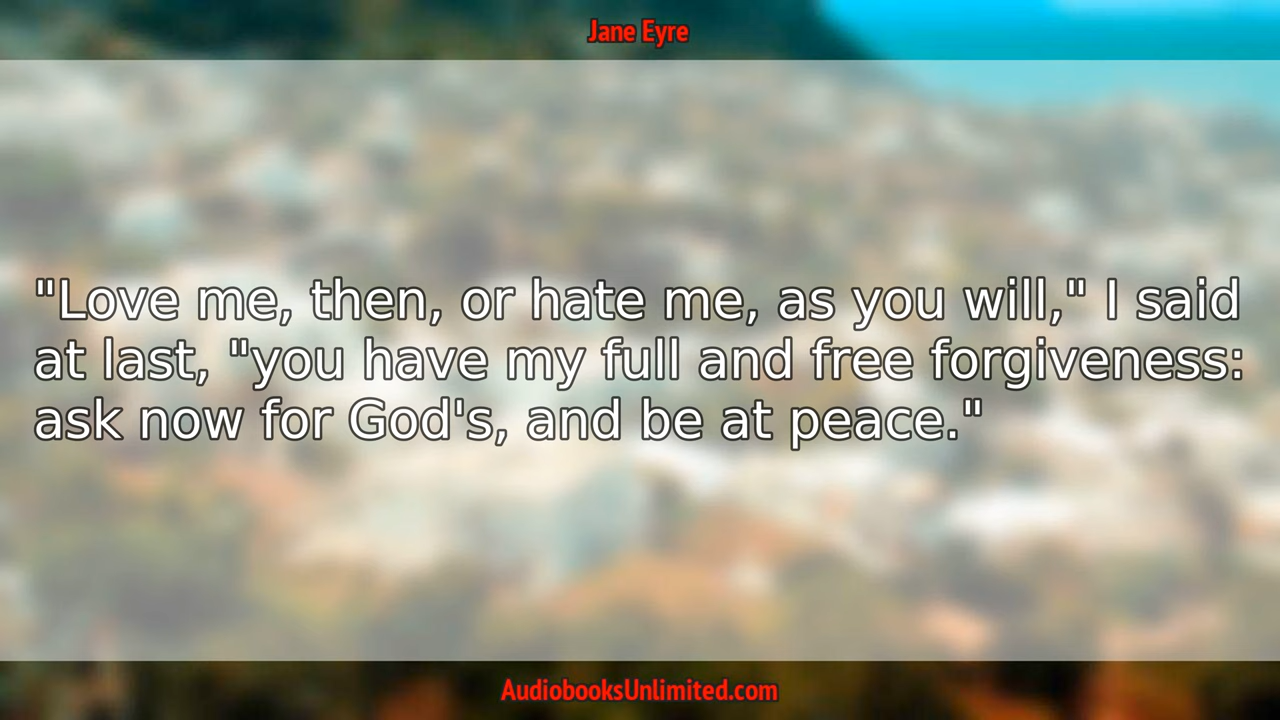 Jane Eyre
"Love me, then, or hate me, as you will," I said
at last, "you have my full and free forgiveness:
ask now for God's, and be at peace."
AudiobooksUnlimited.com